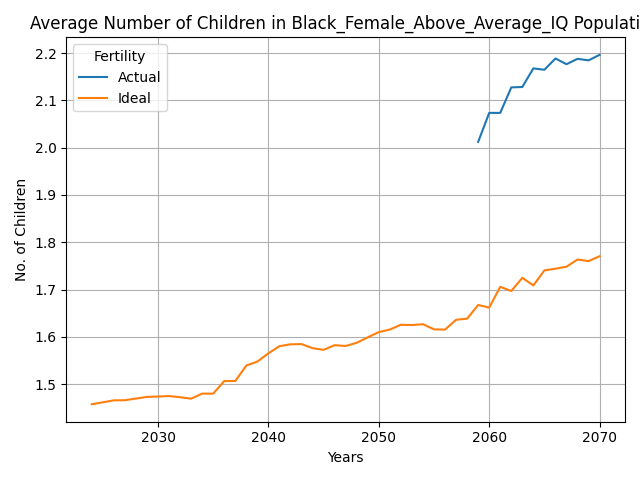 Average Number of Children in Black_Female_Above_Average_IQ Populati
Fertility
Actual
Ideal
No. of Children
2.2
2.1
2.0
1.9
1.8
1.7
1.6
1.5
2030 2040 2050 2060 2070
Years